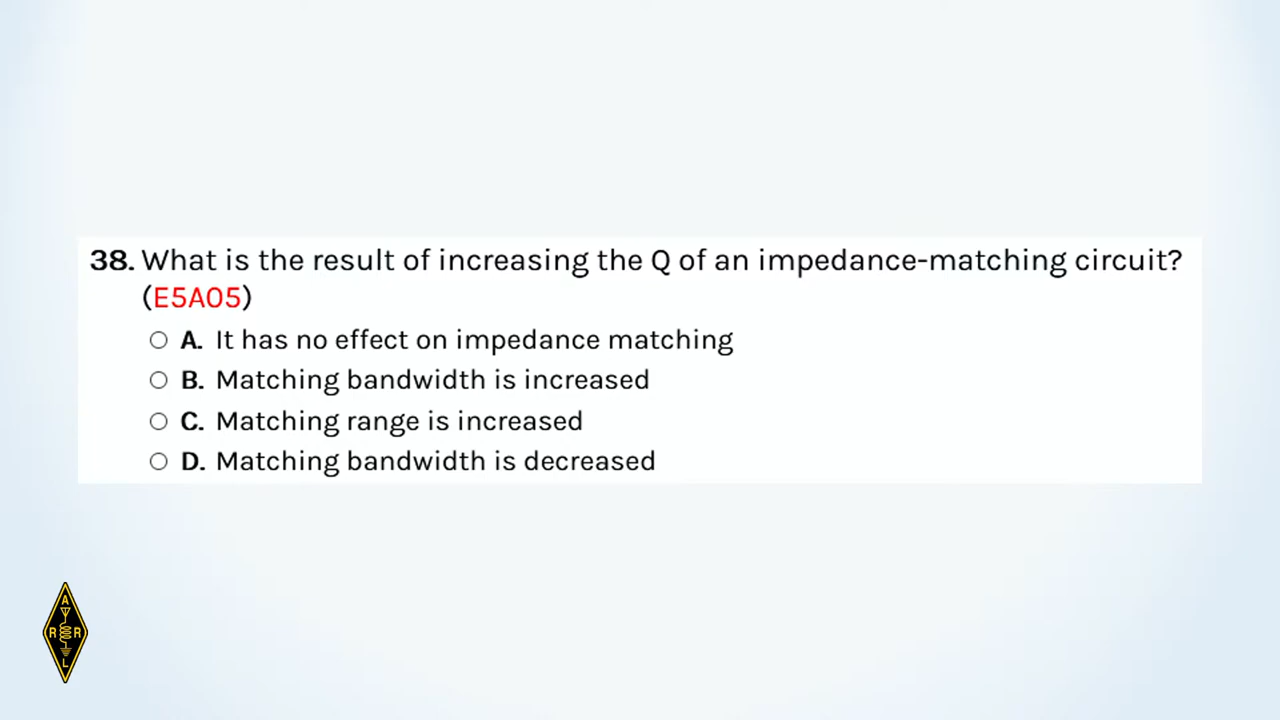 38. What is the result of increasing the Q of an impedance-matching circuit?
(E5A05)
A. It has no effect on impedance matching
B. Matching bandwidth is increased
C. Matching range is increased
D. Matching bandwidth is decreased
A
R R
L